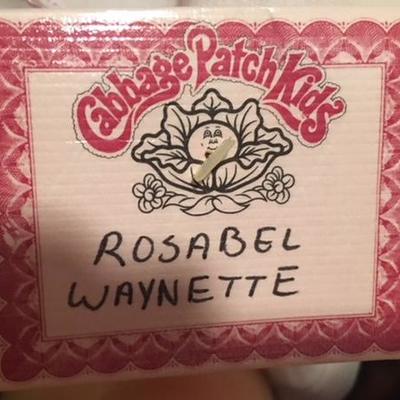 Cabbage Patch Kids
ROSABEL
WAYNETTE